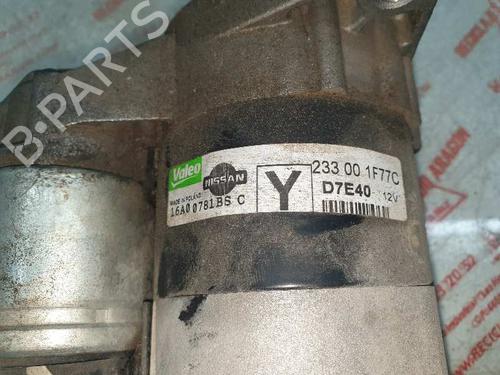 B-PARTS
Valeo
NISSAN
MADE IN POLAND
16A0 0781BS C
Y
233 00 1F77C
D7E40 12V